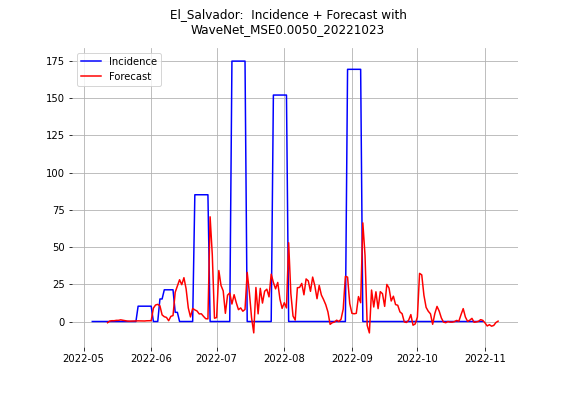 El_Salvador: Incidence + Forecast with
WaveNet_MSE0.0050_20221023
Incidence
Forecast
175
150
125
100
75
50
25
0
2022-05 2022-06 2022-07 2022-08 2022-09 2022-10 2022-11